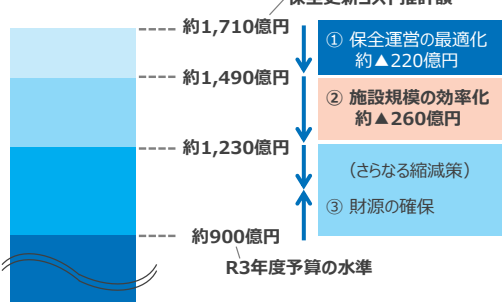 約1,710億円
① 保全運営の最適化
約▲220億円
約1,490億円
② 施設規模の効率化
約▲260億円
約1,230億円
（さらなる縮減策）
③ 財源の確保
約900億円
R3年度予算の水準